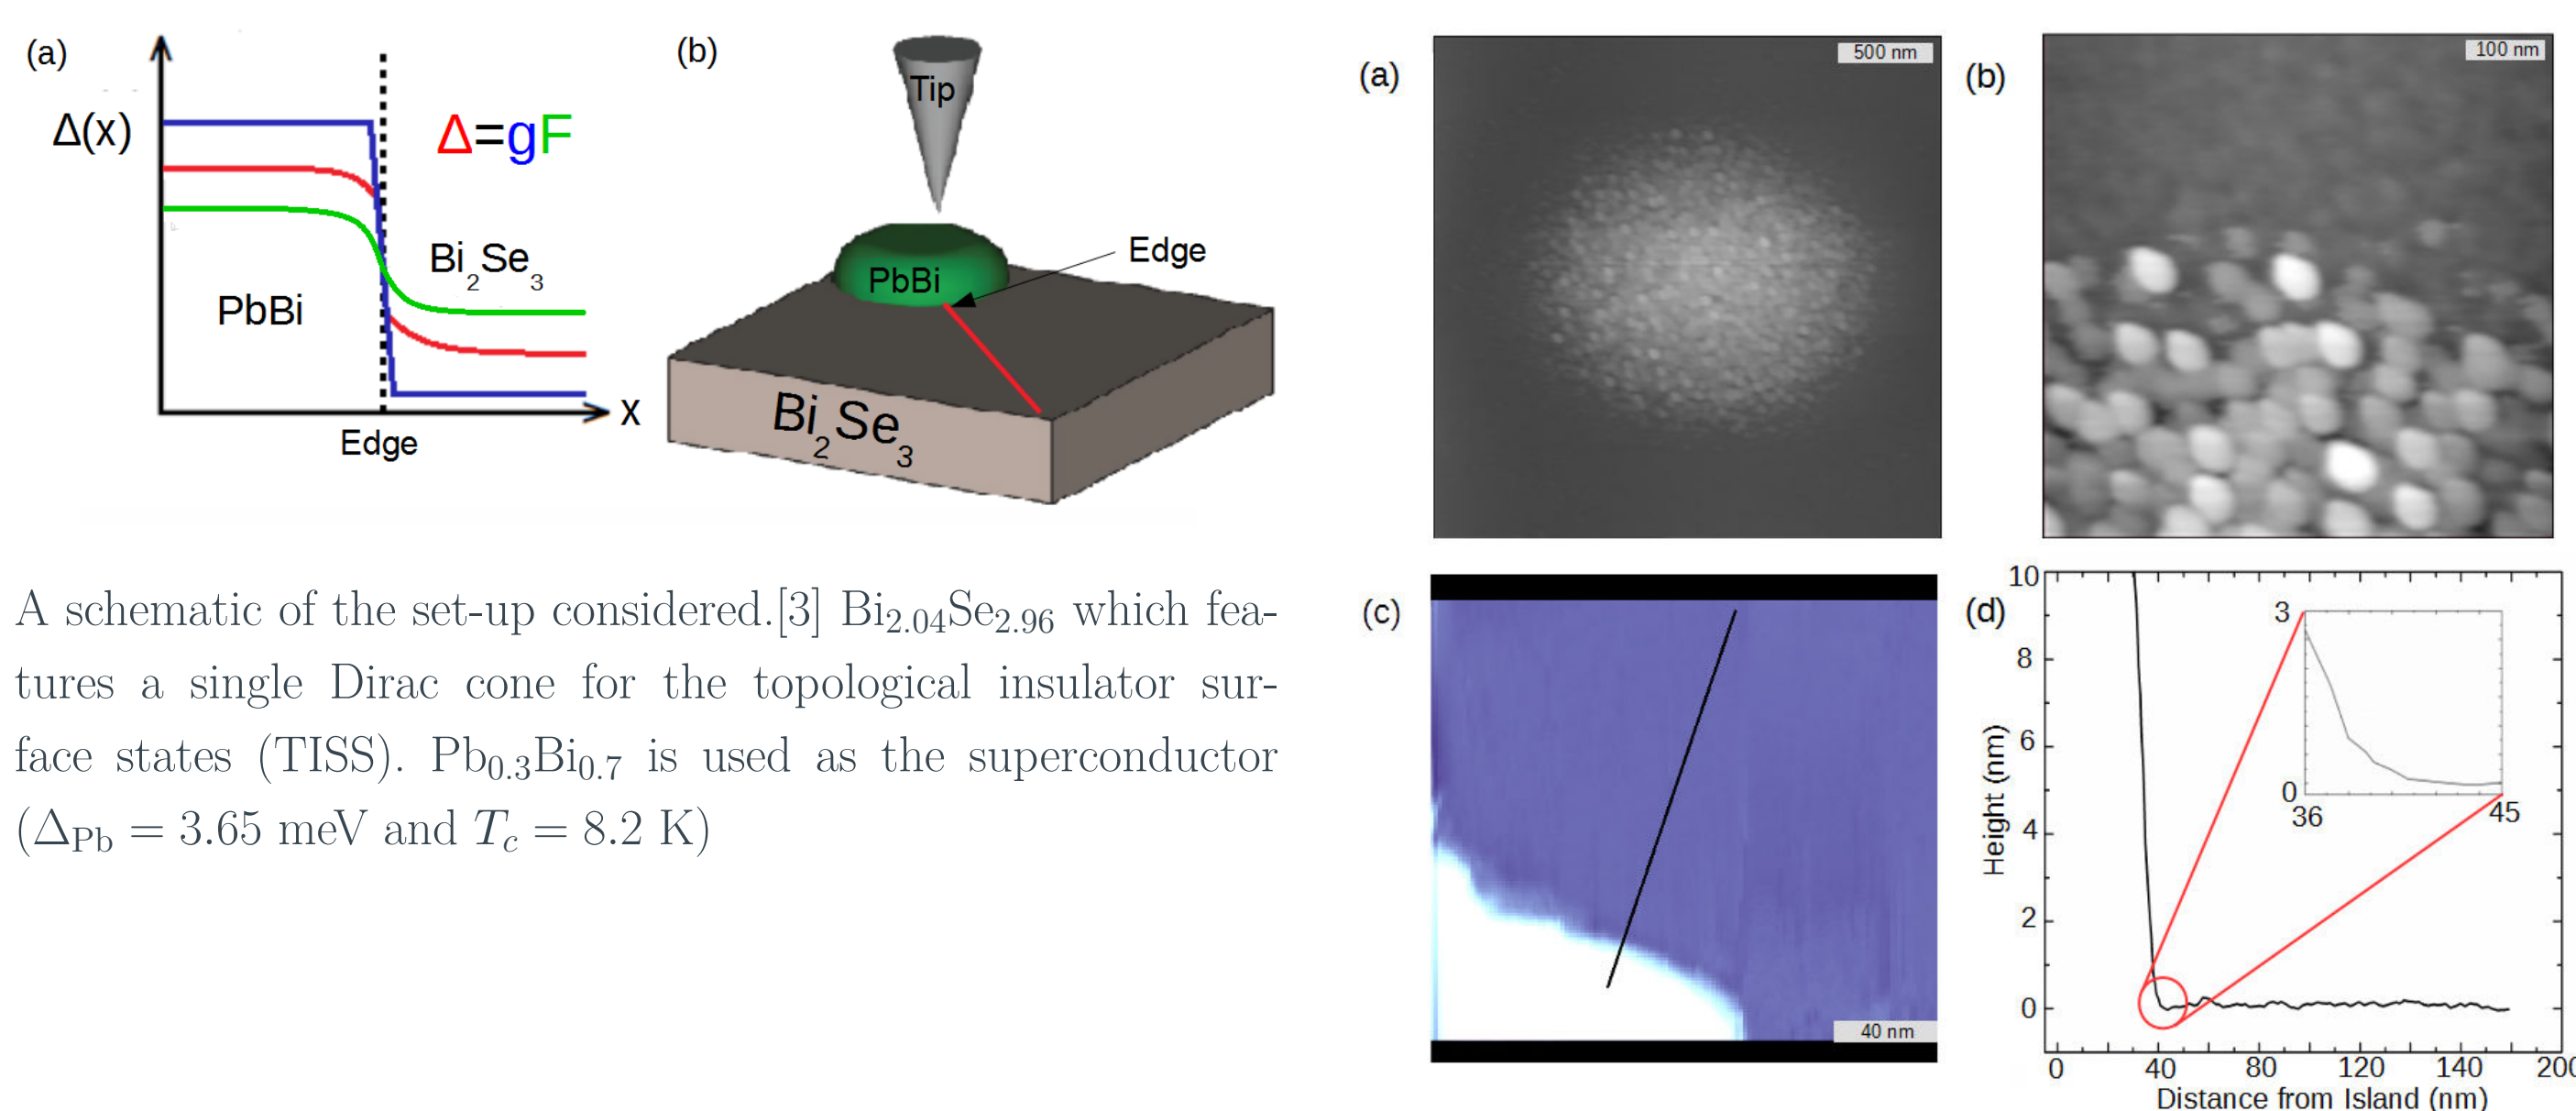 (a)
Δ(x)
Δ=gF
Bi2Se3
PbBi
Edge
x
(b)
Tip
PbBi
Edge
Bi2Se3
A schematic of the set-up considered.[3] Bi2.04Se2.96 which fea-
tures a single Dirac cone for the topological insulator sur-
face states (TISS). Pb0.3Bi0.7 is used as the superconductor
(ΔPb = 3.65 meV and Tc = 8.2 K)
(a)
500 nm
(b)
100 nm
(c)
40 nm
(d)
10
8
6
4
2
0
Height (nm)
3
0
36
45
0 40 80 120 140 200
Distance from Island (nm)